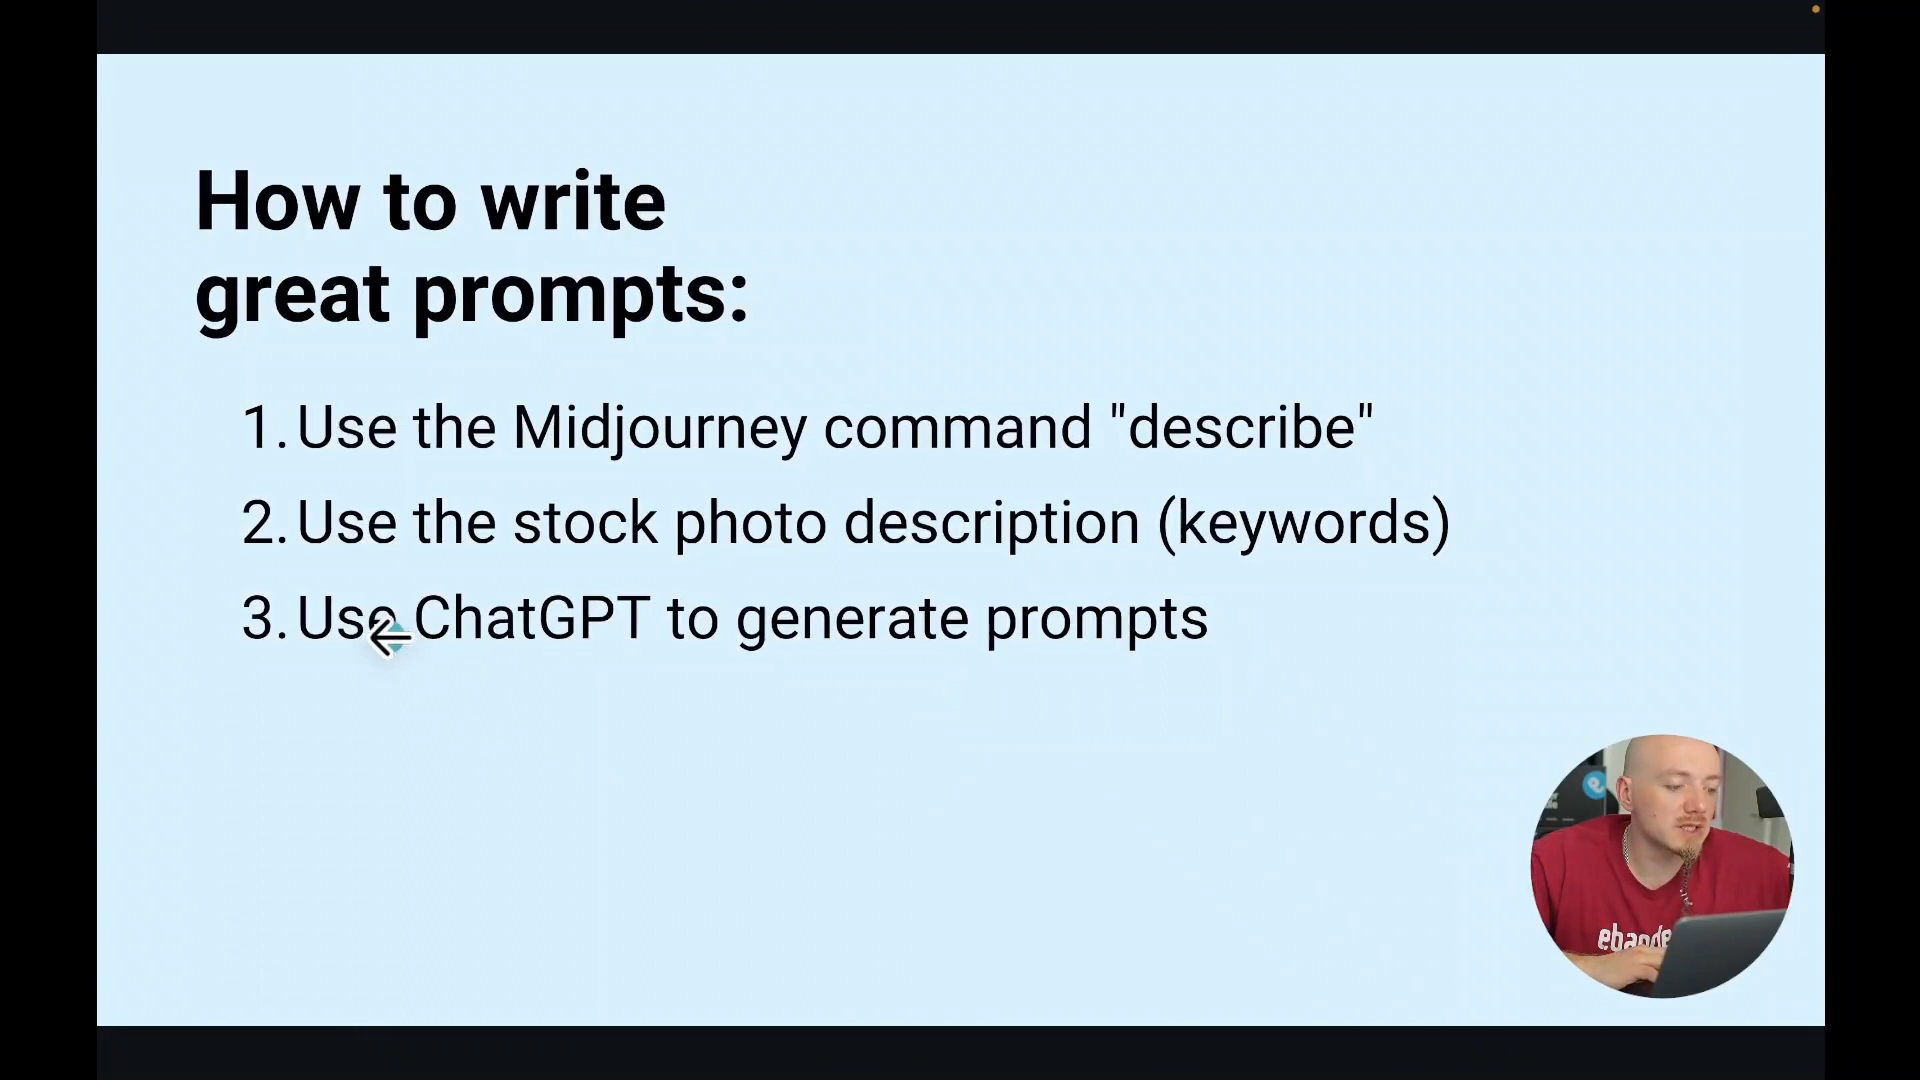 How to write
great prompts:
1. Use the Midjourney command "describe"
2. Use the stock photo description (keywords)
3. Use ChatGPT to generate prompts